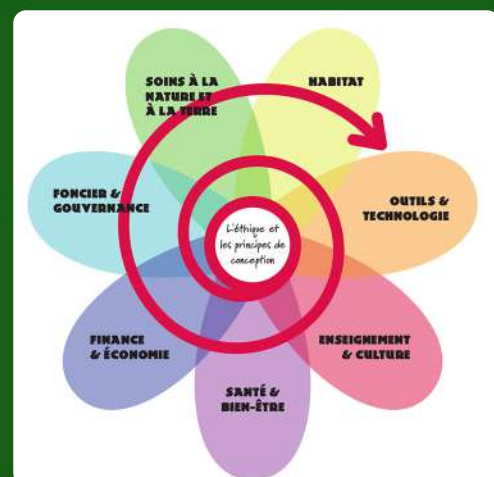 SOINS À LA
NATURE ET
À LA TERRE
HABITAT
FONCIER &
GOUVERNANCE
OUTILS &
TECHNOLOGIE
L'éthique et
les principes de
conception
FINANCE
& ÉCONOMIE
ENSEIGNEMENT
& CULTURE
SANTÉ &
BIEN-ÊTRE